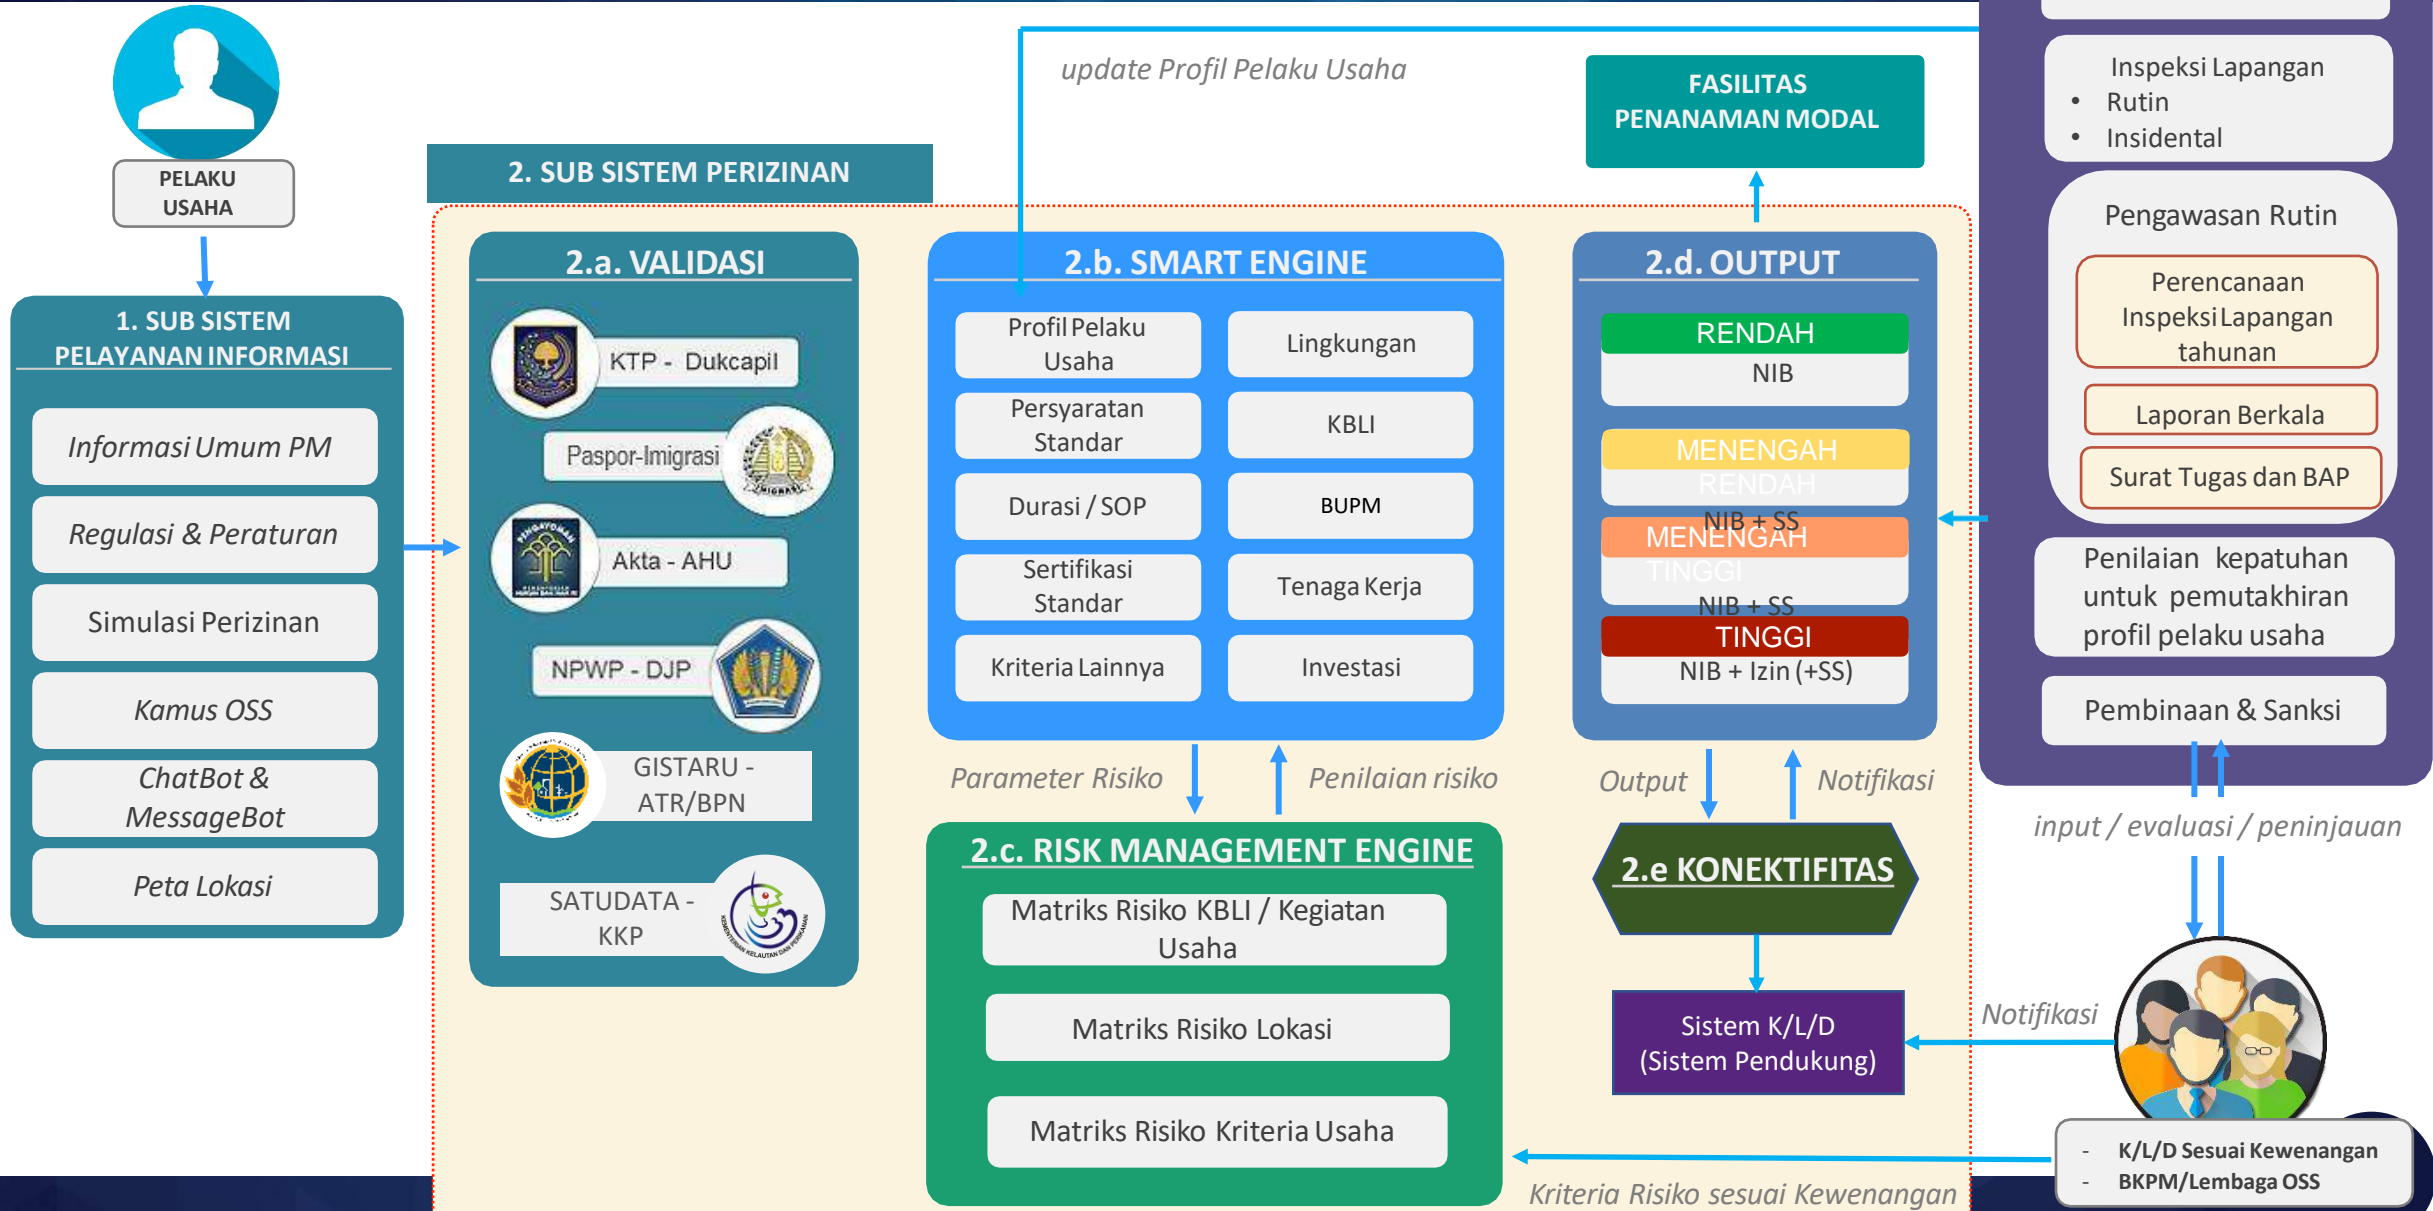 PELAKU
USAHA
1. SUB SISTEM
PELAYANAN INFORMASI
Informasi Umum PM
Regulasi & Peraturan
Simulasi Perizinan
Kamus OSS
ChatBot &
MessageBot
Peta Lokasi
update Profil Pelaku Usaha
2. SUB SISTEM PERIZINAN
2.a. VALIDASI
KTP - Dukcapil
Paspor-Imigrasi
IMIGRASI
PENGAYOMAN
Akta - AHU
NPWP - DJP
GISTARU -
ATR/BPN
SATUDATA -
KKP
KEMENTERIAN KELAUTAN DAN PERIKANAN
2.b. SMART ENGINE
Profil Pelaku
Usaha
Lingkungan
Persyaratan
Standar
KBLI
Durasi / SOP
BUPM
Sertifikasi
Standar
Tenaga Kerja
Kriteria Lainnya
Investasi
Parameter Risiko
Penilaian risiko
2.c. RISK MANAGEMENT ENGINE
Matriks Risiko KBLI / Kegiatan
Usaha
Matriks Risiko Lokasi
Matriks Risiko Kriteria Usaha
FASILITAS
PENANAMAN MODAL
2.d. OUTPUT
RENDAH
NIB
MENENGAH
RENDAH
NIB + SS
MENENGAH
TINGGI
NIB + SS
TINGGI
NIB + Izin (+SS)
Output
Notifikasi
2.e KONEKTIFITAS
Sistem K/L/D
(Sistem Pendukung)
Inspeksi Lapangan
• Rutin
• Insidental
Pengawasan Rutin
Perencanaan
Inspeksi Lapangan
tahunan
Laporan Berkala
Surat Tugas dan BAP
Penilaian kepatuhan
untuk pemutakhiran
profil pelaku usaha
Pembinaan & Sanksi
input / evaluasi / peninjauan
Notifikasi
- K/L/D Sesuai Kewenangan
- BKPM/Lembaga OSS
Kriteria Risiko sesuai Kewenangan